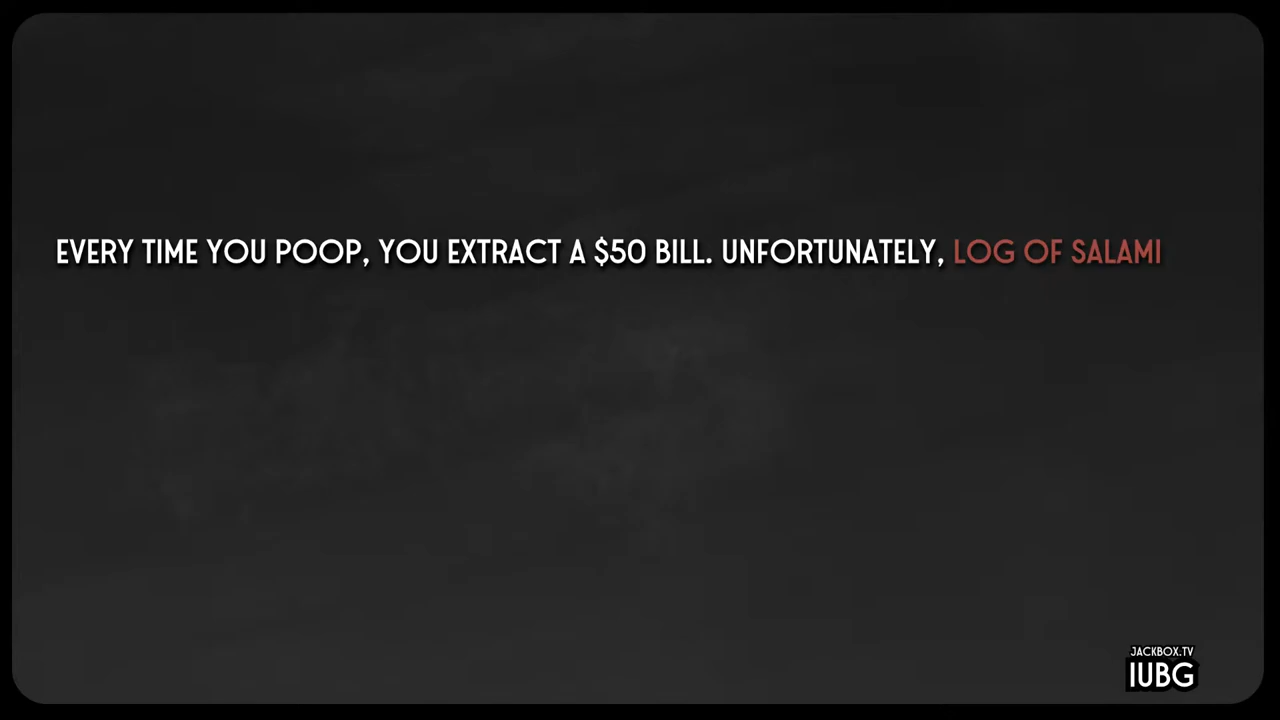 EVERY TIME YOU POOP, YOU EXTRACT A $50 BILL. UNFORTUNATELY, LOG OF SALAMI
JACKBOX.TV
IUBG